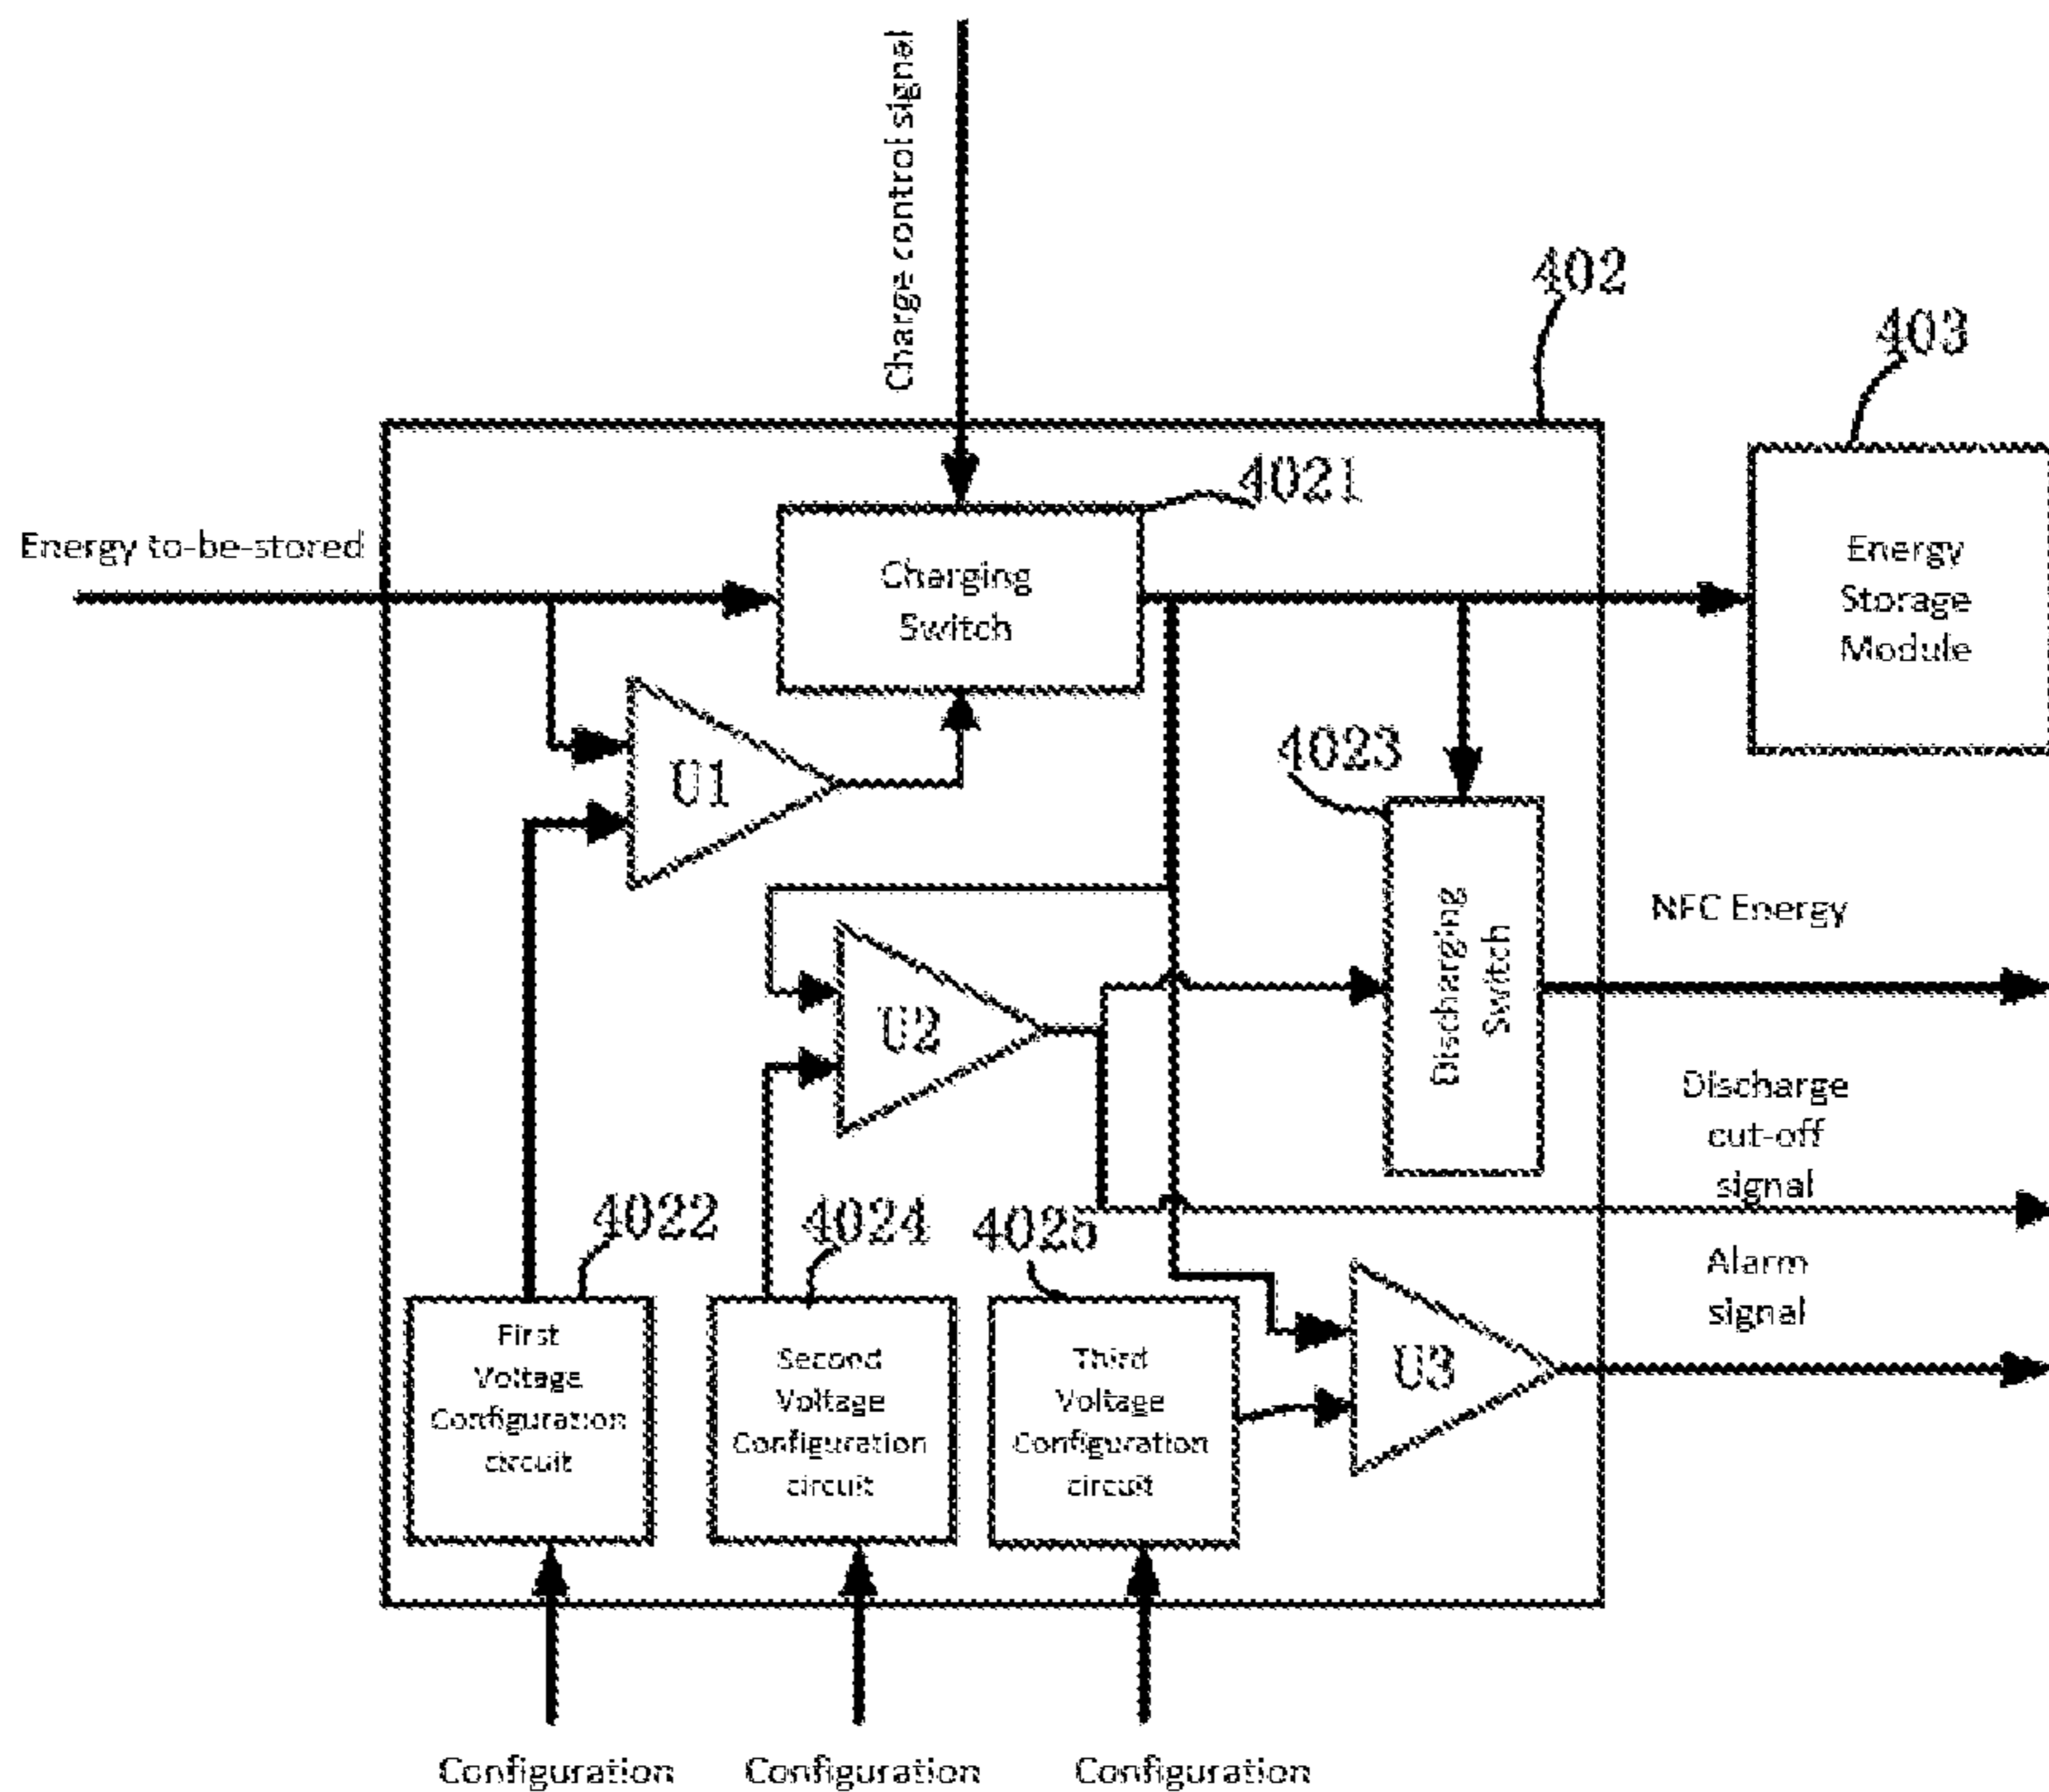 Charge control signal
402
403
4021
Energy to-be-stored
Charging
Switch
Energy
Storage
Module
4023
U1
NFC Energy
Discharging
Switch
U2
Discharge
cut-off
signal
4022
4024
4025
Alarm
signal
First
Voltage
Configuration
circuit
Second
Voltage
Configuration
circuit
Third
Voltage
Configuration
circuit
U3
Configuration
Configuration
Configuration